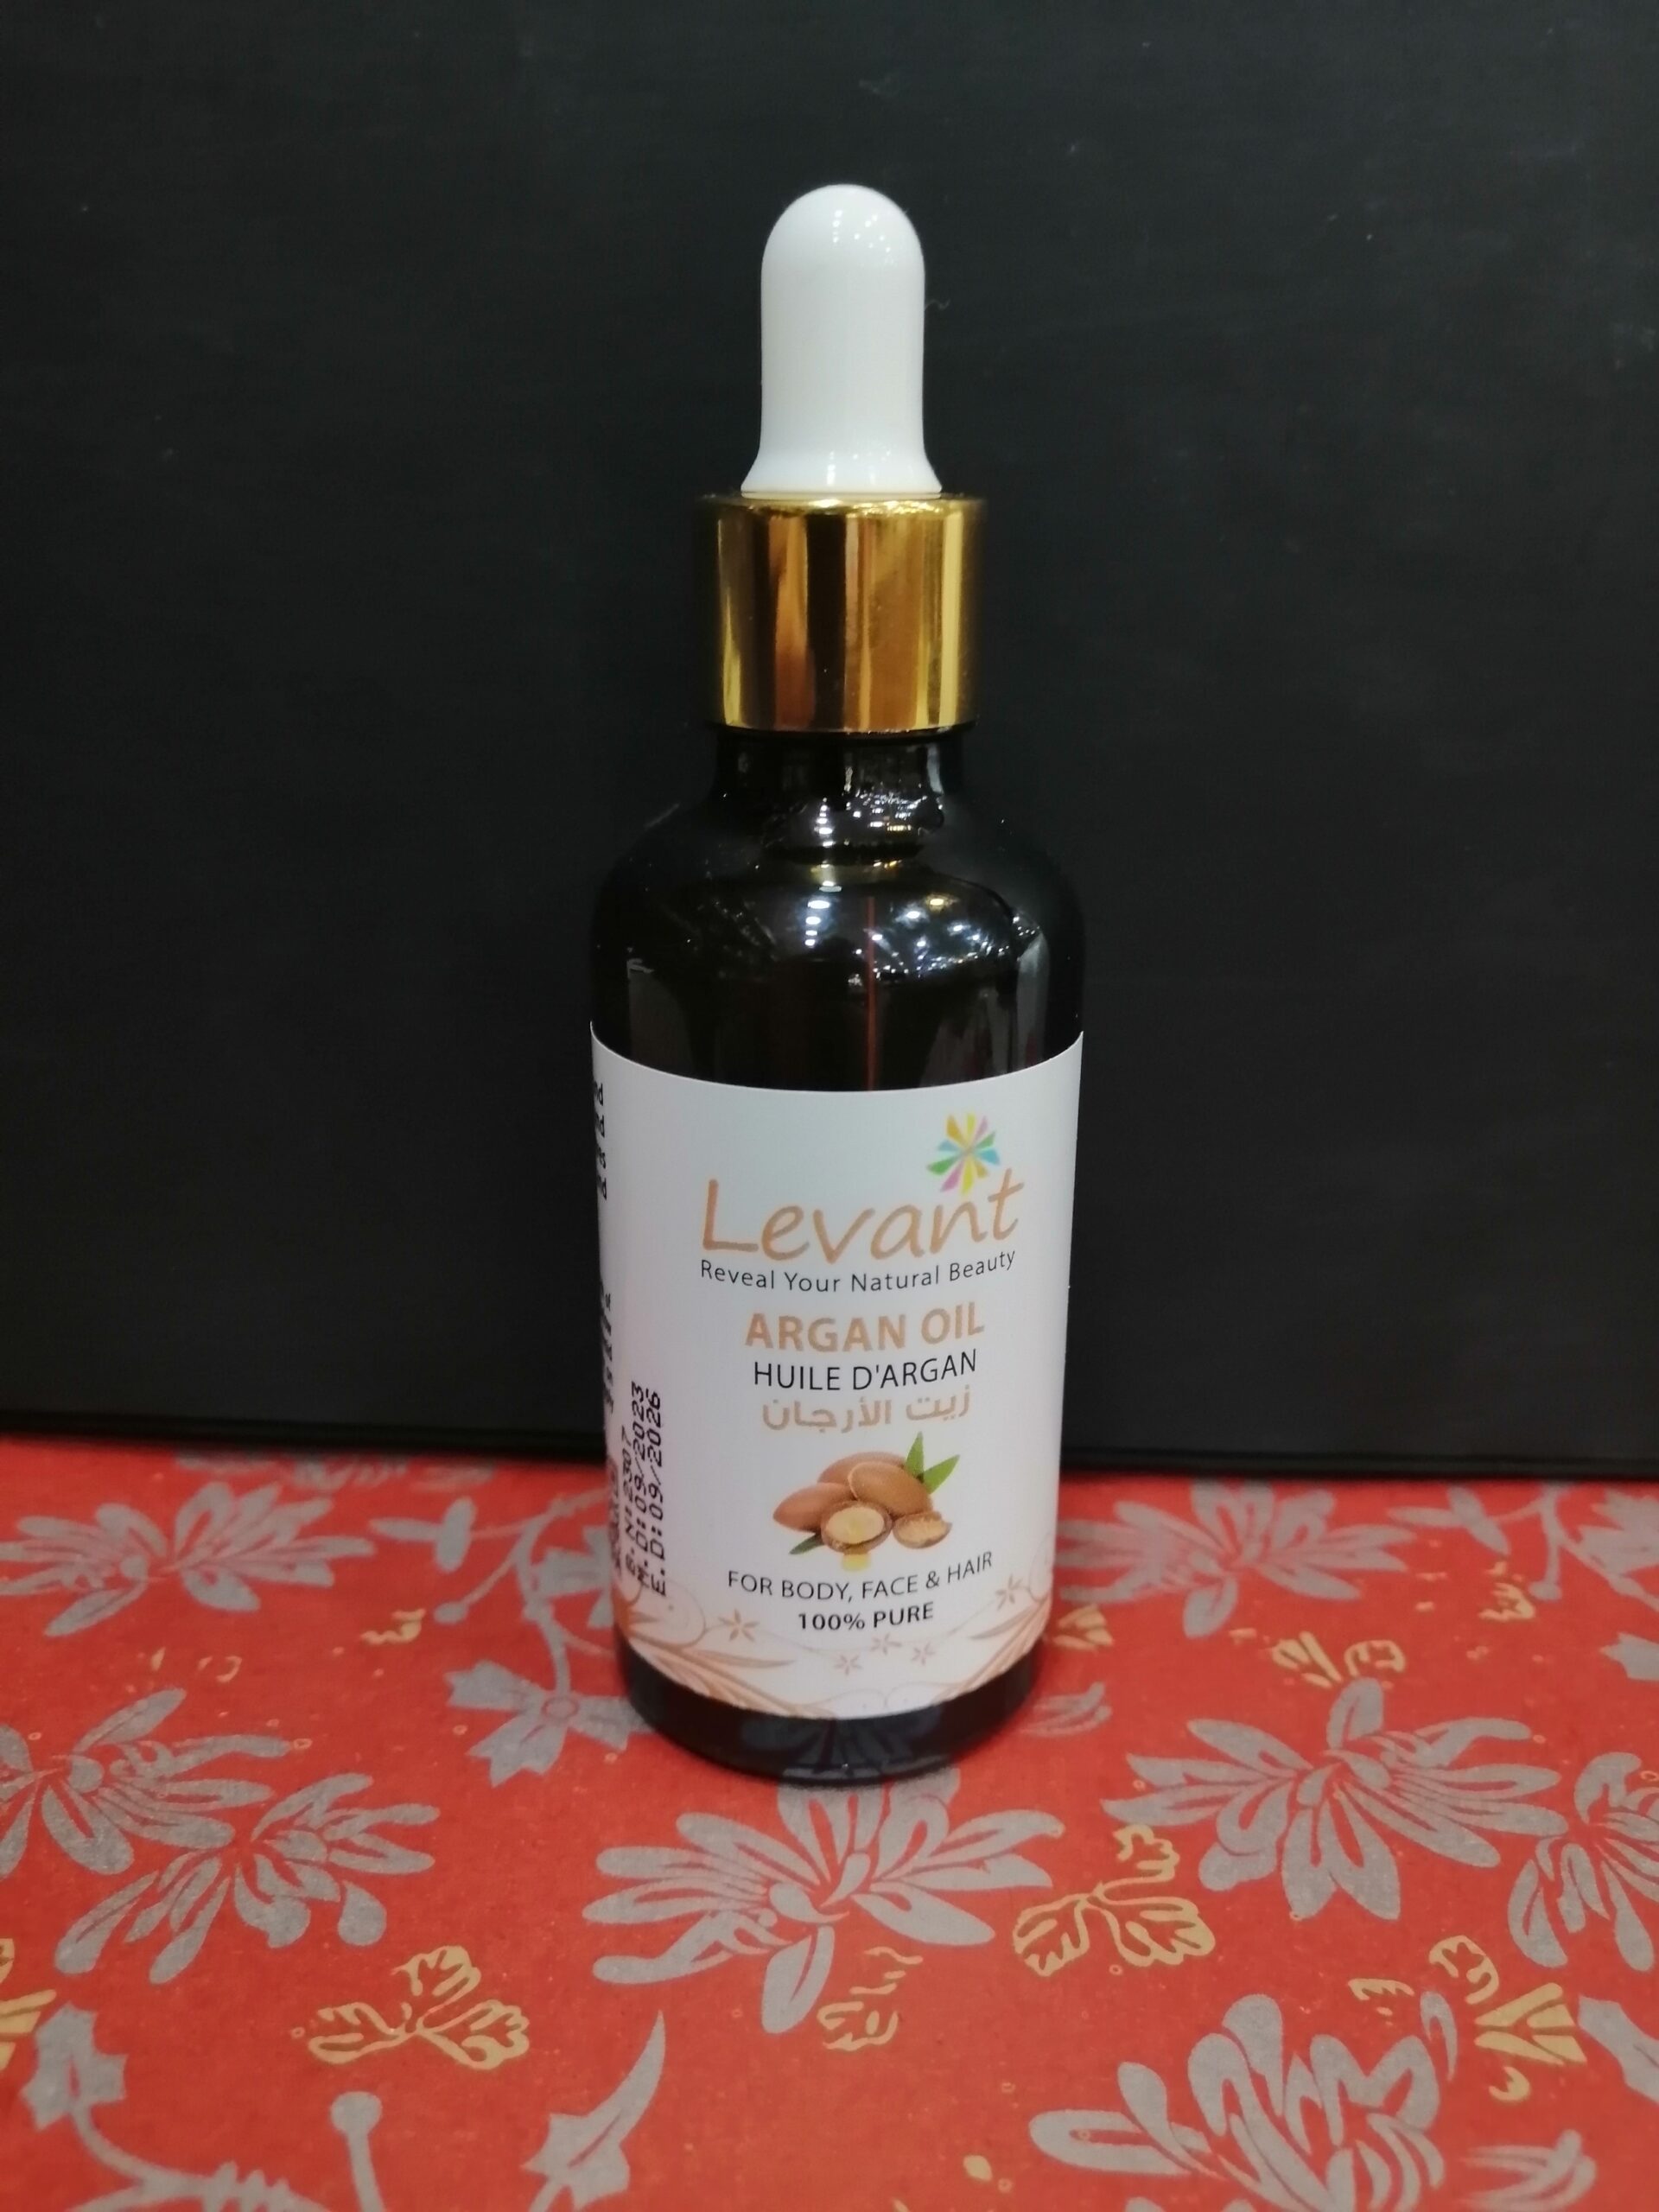 Levant
Reveal Your Natural Beauty
ARGAN OIL
HUILE D'ARGAN
زيت الأرجان
FOR BODY, FACE & HAIR
100% PURE
B.N:2307
M.D:09/2023
E.D:09/2026